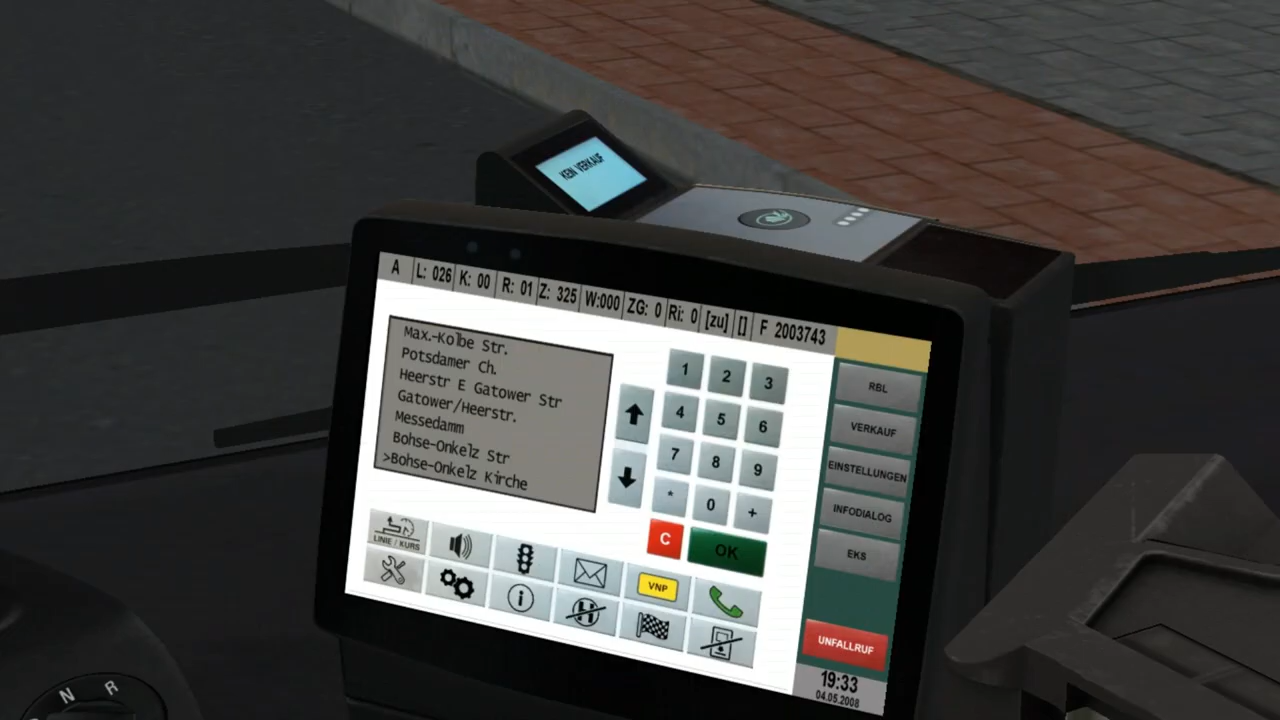 KEIN VERKAUF
A L: 026 K: 00 R: 01 Z: 325 W:000 ZG: 0 Ri: 0 [zu] [] F 2003743
Max.-Kolbe Str.
Potsdamer Ch.
Heerstr E Gatower Str
Gatower/Heerstr.
Messedamm
Bohse-Onkelz Str
>Bohse-Onkelz Kirche
1 2 3
4 5 6
7 8 9
* 0 +
C OK
RBL
VERKAUF
EINSTELLUNGEN
INFODIALOG
EKS
LINIE / KURS
VNP
H
UNFALLRUF
19:33
04.05.2008
N R